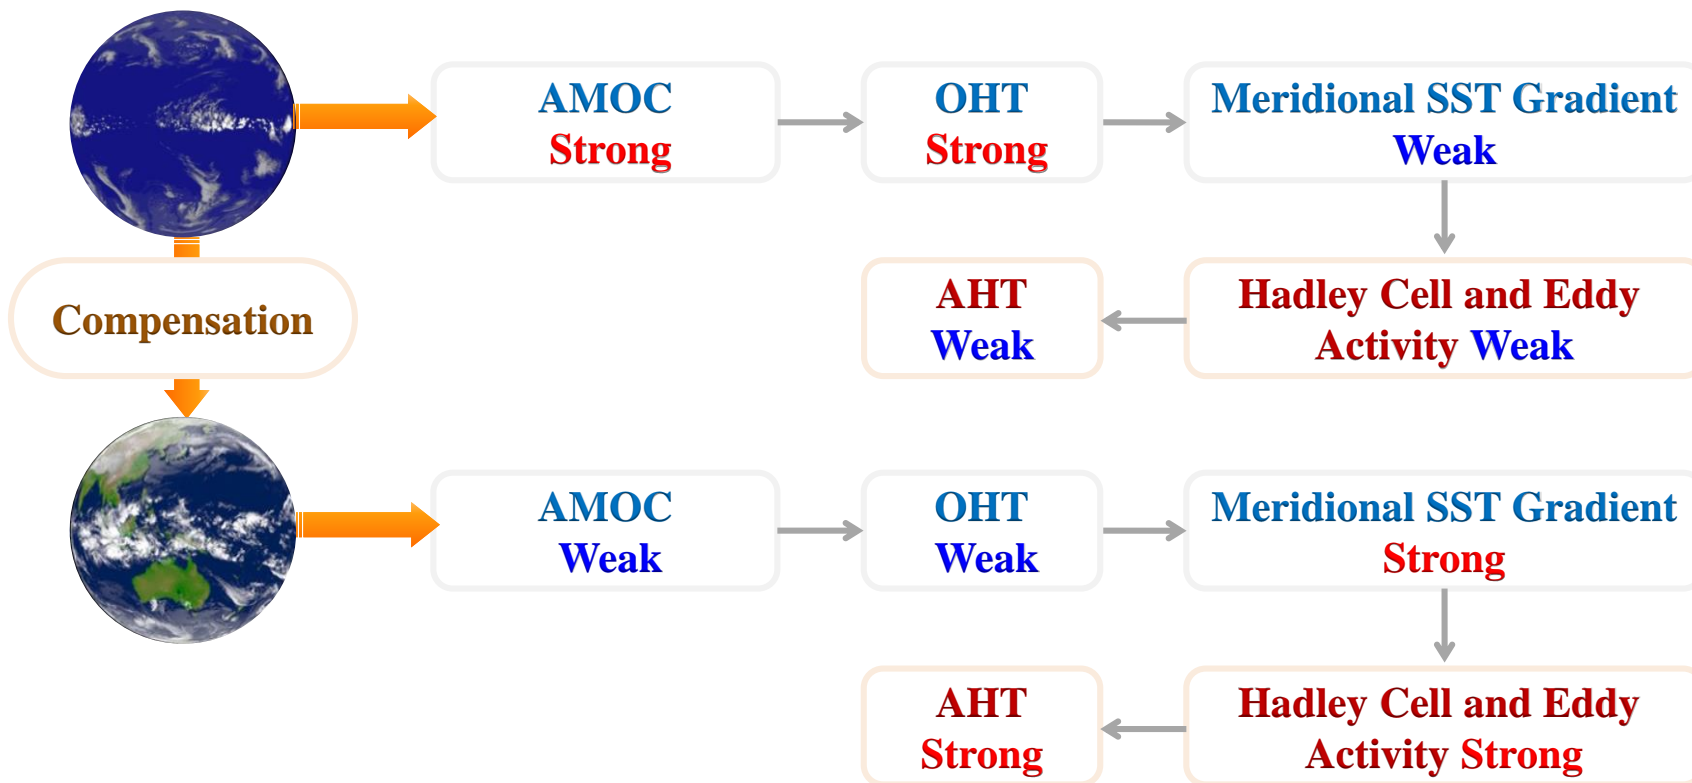 AMOC
Strong
OHT
Strong
Meridional SST Gradient
Weak
AHT
Weak
Hadley Cell and Eddy
Activity Weak
Compensation
AMOC
Weak
OHT
Weak
Meridional SST Gradient
Strong
AHT
Strong
Hadley Cell and Eddy
Activity Strong